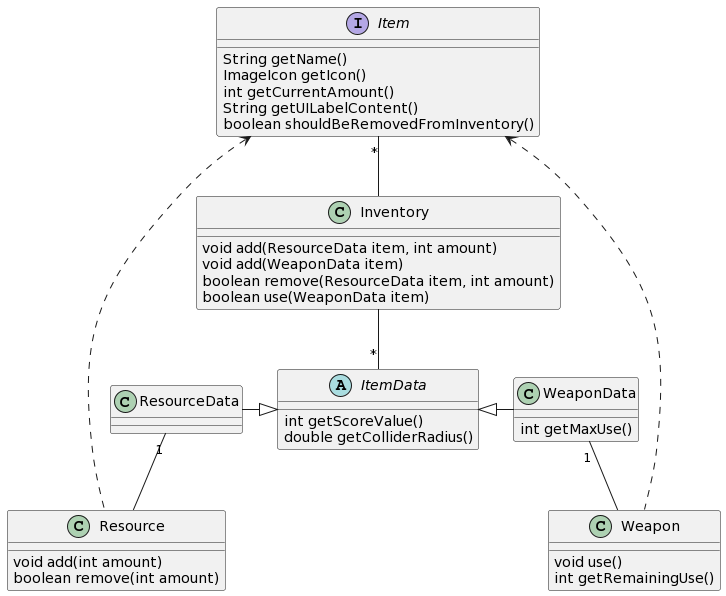 I Item
String getName()
ImageIcon getIcon()
int getCurrentAmount()
String getUILabelContent()
boolean shouldBeRemovedFromInventory()
*
C Inventory
void add(ResourceData item, int amount)
void add(WeaponData item)
boolean remove(ResourceData item, int amount)
boolean use(WeaponData item)
*
C ResourceData
A ItemData
int getScoreValue()
double getColliderRadius()
C WeaponData
int getMaxUse()
1
1
C Resource
void add(int amount)
boolean remove(int amount)
C Weapon
void use()
int getRemainingUse()